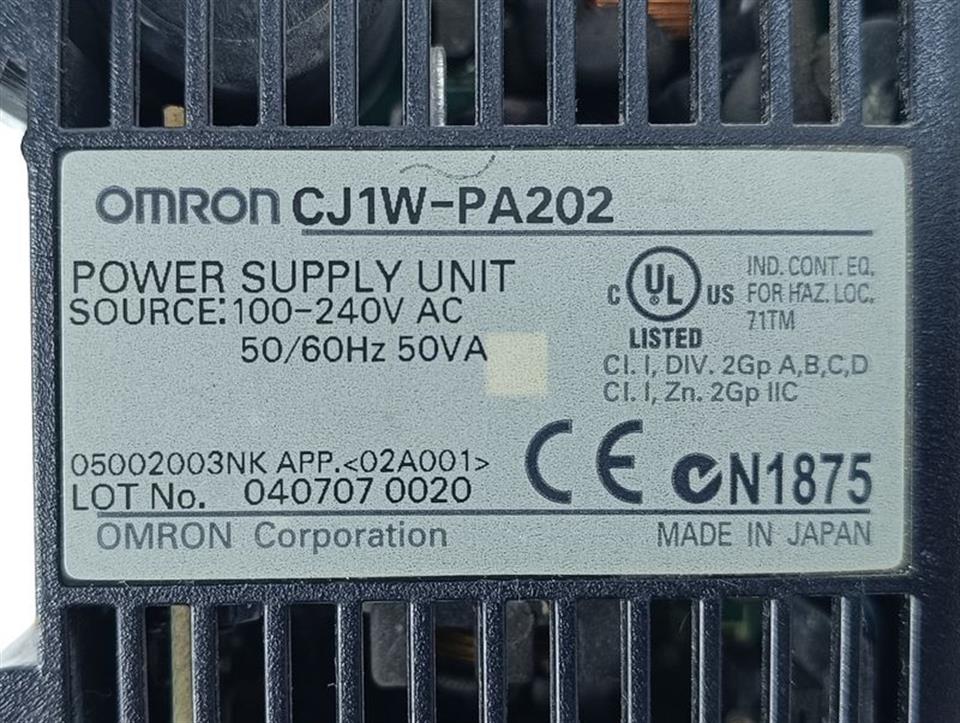 OMRON CJ1W-PA202
POWER SUPPLY UNIT
SOURCE: 100-240V AC
50/60Hz 50VA
C UL US
LISTED
IND. CONT. EQ.
FOR HAZ. LOC.
71TM
Cl. I, DIV. 2Gp A,B,C,D
Cl. I, Zn. 2Gp IIC
05002003NK APP.<02A001>
LOT No. 040707 0020
CE N1875
OMRON Corporation MADE IN JAPAN